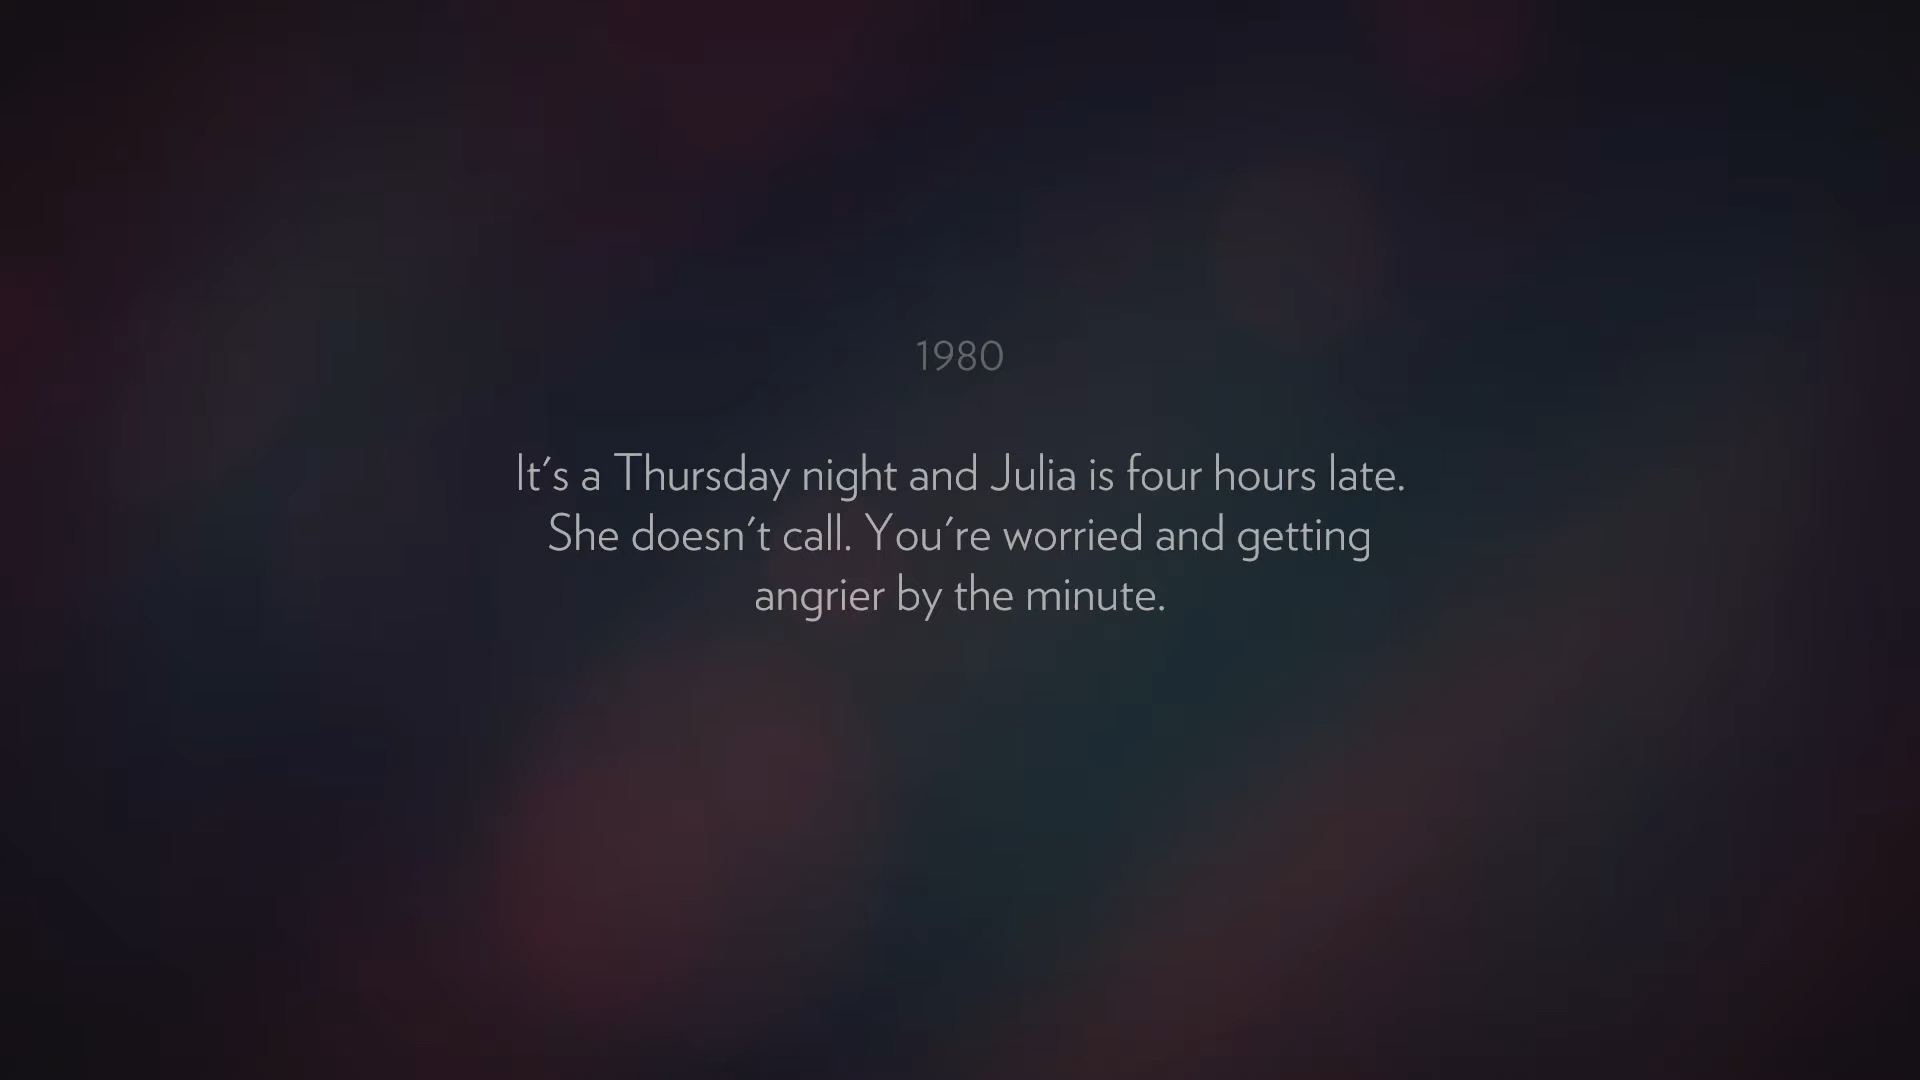 1980
It's a Thursday night and Julia is four hours late.
She doesn't call. You're worried and getting
angrier by the minute.